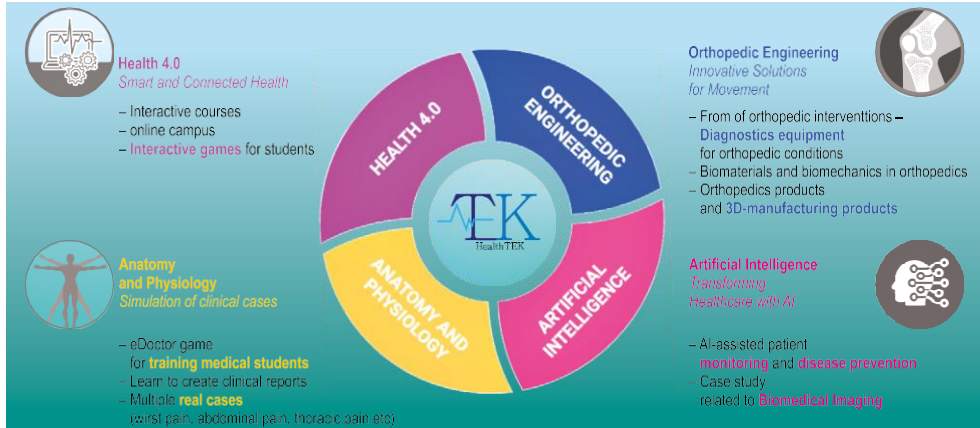 Health 4.0
Smart and Connected Health
– Interactive courses
– online campus
– Interactive games for students
Anatomy
and Physiology
Simulation of clinical cases
– eDoctor game
for training medical students
– Learn to create clinical reports
– Multiple real cases
(wirst pain, abdominal pain, thoracic pain etc)
HEALTH 4.0
ORTHOPEDIC
ENGINEERING
TEK
HealthTEK
ANATOMY AND
PHYSIOLOGY
ARTIFICIAL
INTELLIGENCE
Orthopedic Engineering
Innovative Solutions
for Movement
– From of orthopedic interventtions –
Diagnostics equipment
for orthopedic conditions
– Biomaterials and biomechanics in orthopedics
– Orthopedics products
and 3D-manufacturing products
Artificial Intelligence
Transforming
Healthcare with AI
– AI-assisted patient
monitoring and disease prevention
– Case study
related to Biomedical Imaging